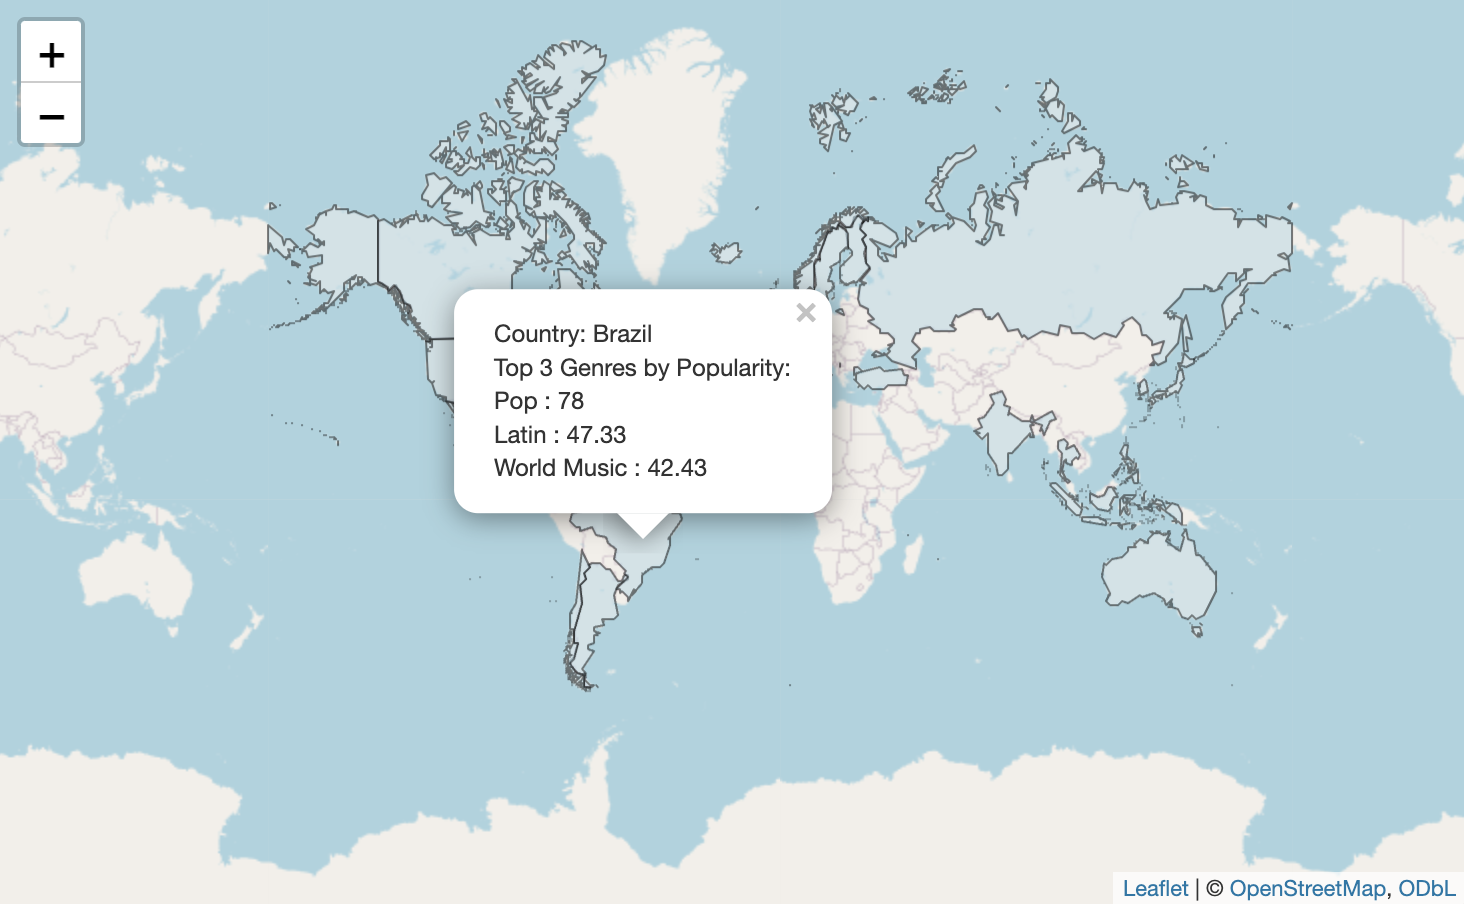 +
−
×
Country: Brazil
Top 3 Genres by Popularity:
Pop : 78
Latin : 47.33
World Music : 42.43
Leaflet | © OpenStreetMap, ODbL